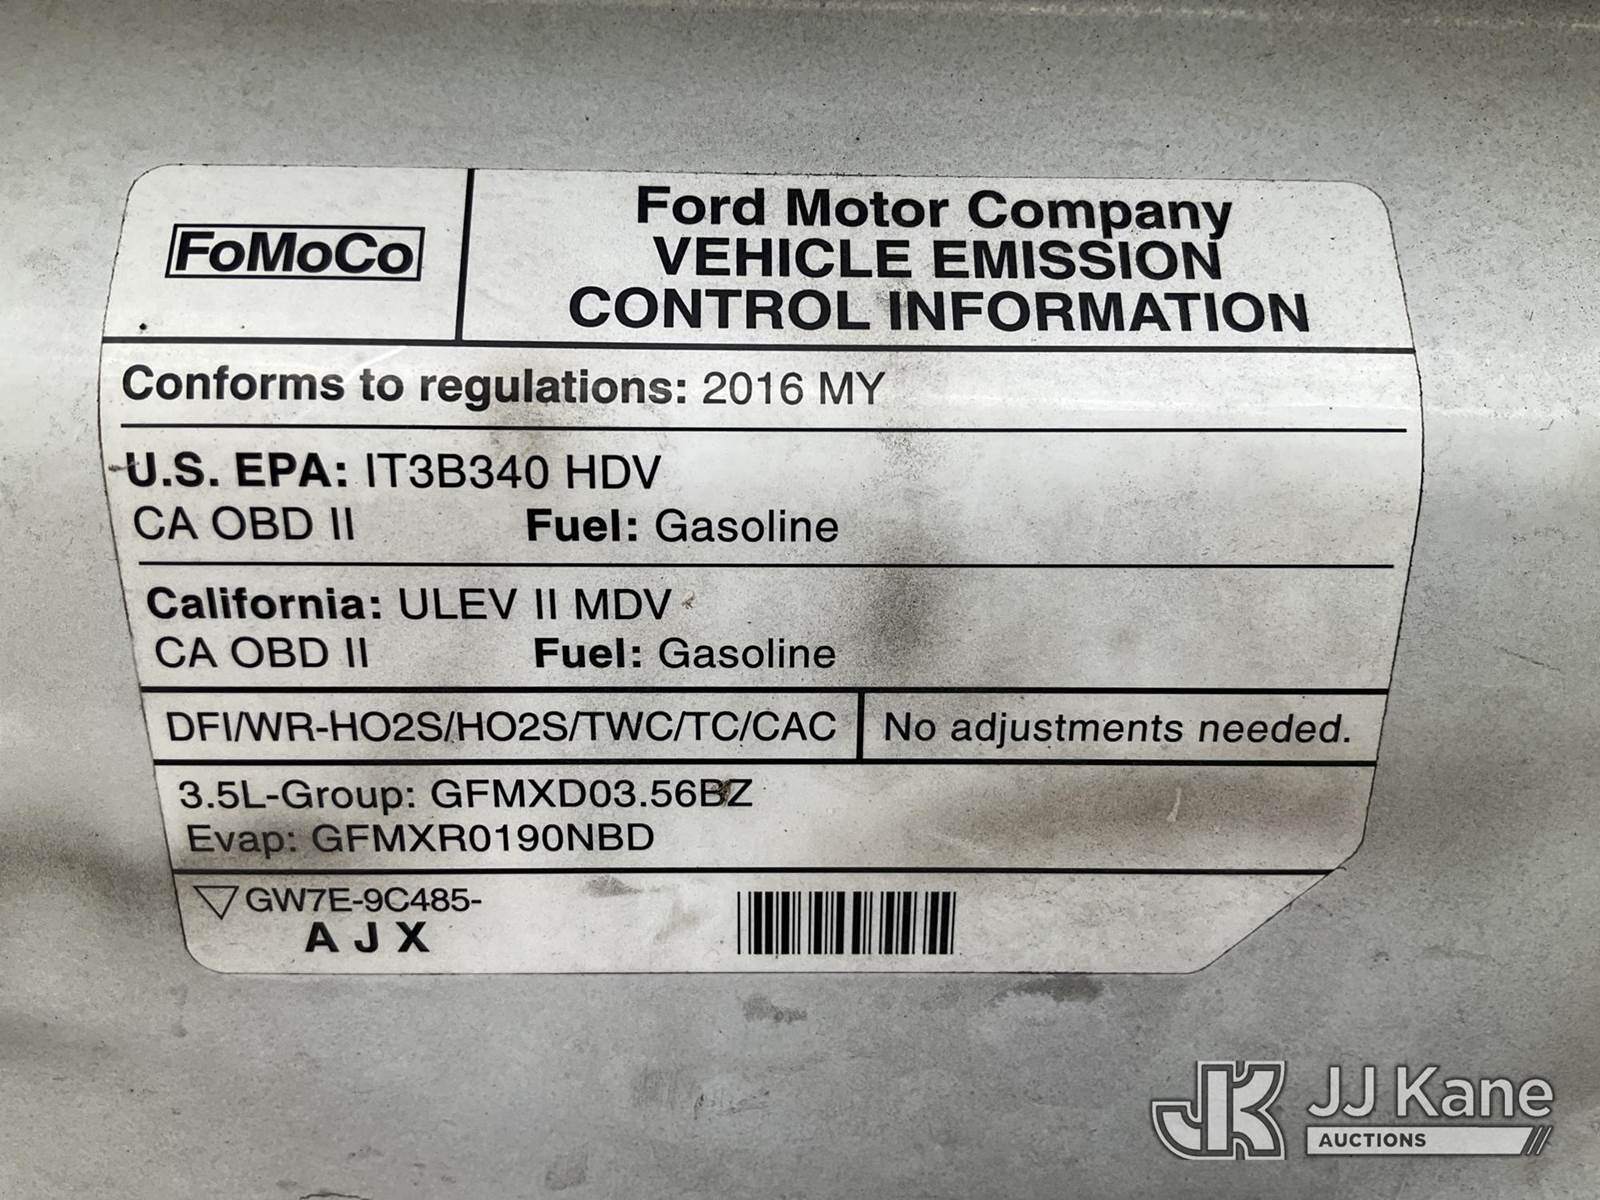 FoMoCo
Ford Motor Company
VEHICLE EMISSION
CONTROL INFORMATION
Conforms to regulations: 2016 MY
U.S. EPA: IT3B340 HDV
CA OBD II Fuel: Gasoline
California: ULEV II MDV
CA OBD II Fuel: Gasoline
DFI/WR-HO2S/HO2S/TWC/TC/CAC
No adjustments needed.
3.5L-Group: GFMXD03.56BZ
Evap: GFMXR0190NBD
GW7E-9C485-
A J X
JK JJ Kane
AUCTIONS